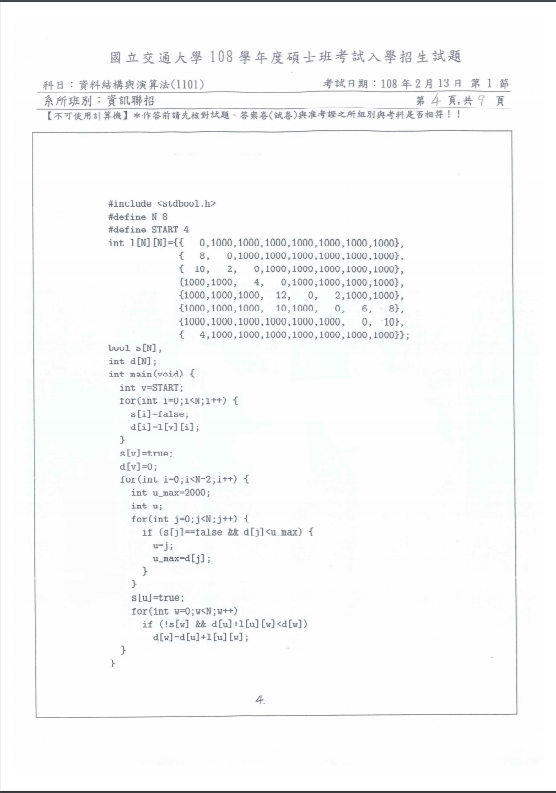 國立交通大學 108 學年度碩士班考試入學招生試題
科目：資料結構與演算法(1101) 考試日期：108 年 2 月 13 日 第 1 節
系所班別：資訊聯招 第 4 頁,共 9 頁
【不可使用計算機】*作答前請先核對試題、答案卷(試卷)與准考證之所組別與考科是否相符！！
#include <stdbool.h>
#define N 8
#define START 4
int l[N][N]={{ 0,1000,1000,1000,1000,1000,1000,1000},
{ 8, 0,1000,1000,1000,1000,1000,1000},
{ 10, 2, 0,1000,1000,1000,1000,1000},
{1000,1000, 4, 0,1000,1000,1000,1000},
{1000,1000,1000, 12, 0, 2,1000,1000},
{1000,1000,1000, 10,1000, 0, 6, 8},
{1000,1000,1000,1000,1000,1000, 0, 10},
{ 4,1000,1000,1000,1000,1000,1000,1000}};
bool s[N],
int d[N];
int main(void) {
int v=START;
for(int i=0;i<N;i++) {
s[i]=false;
d[i]=l[v][i];
}
s[v]=true;
d[v]=0;
for(int i=0;i<N-2;i++) {
int u_max=2000;
int u;
for(int j=0;j<N;j++) {
if (s[j]==false && d[j]<u_max) {
u=j;
u_max=d[j];
}
}
s[u]=true;
for(int w=0;w<N;w++)
if (!s[w] && d[u]+l[u][w]<d[w])
d[w]=d[u]+l[u][w];
}
}
4